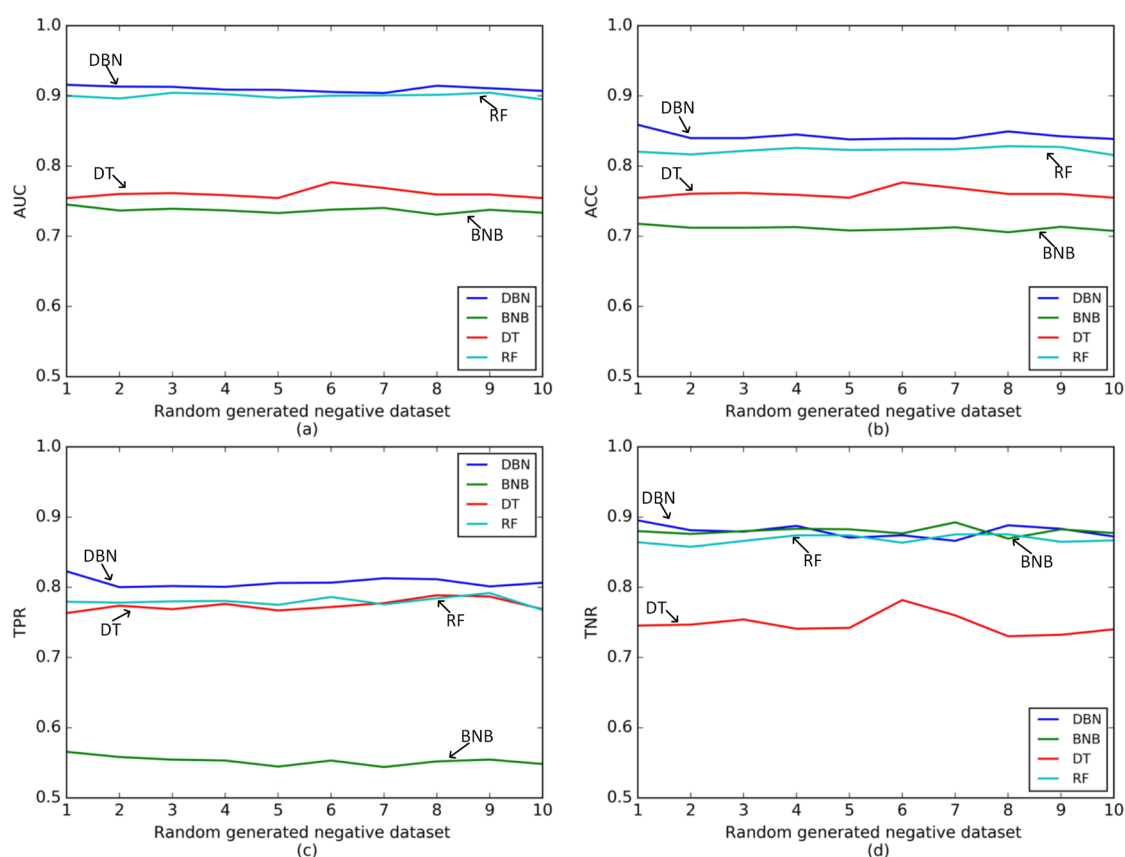 1.0
0.9
0.8
0.7
0.6
0.5
AUC
DBN
RF
DT
BNB
DBN
BNB
DT
RF
1 2 3 4 5 6 7 8 9 10
Random generated negative dataset
(a)
1.0
0.9
0.8
0.7
0.6
0.5
ACC
DBN
RF
DT
BNB
DBN
BNB
DT
RF
1 2 3 4 5 6 7 8 9 10
Random generated negative dataset
(b)
1.0
0.9
0.8
0.7
0.6
0.5
TPR
DBN
BNB
DT
RF
DBN
DT
RF
BNB
1 2 3 4 5 6 7 8 9 10
Random generated negative dataset
(c)
1.0
0.9
0.8
0.7
0.6
0.5
TNR
DBN
RF
BNB
DT
DBN
BNB
DT
RF
1 2 3 4 5 6 7 8 9 10
Random generated negative dataset
(d)